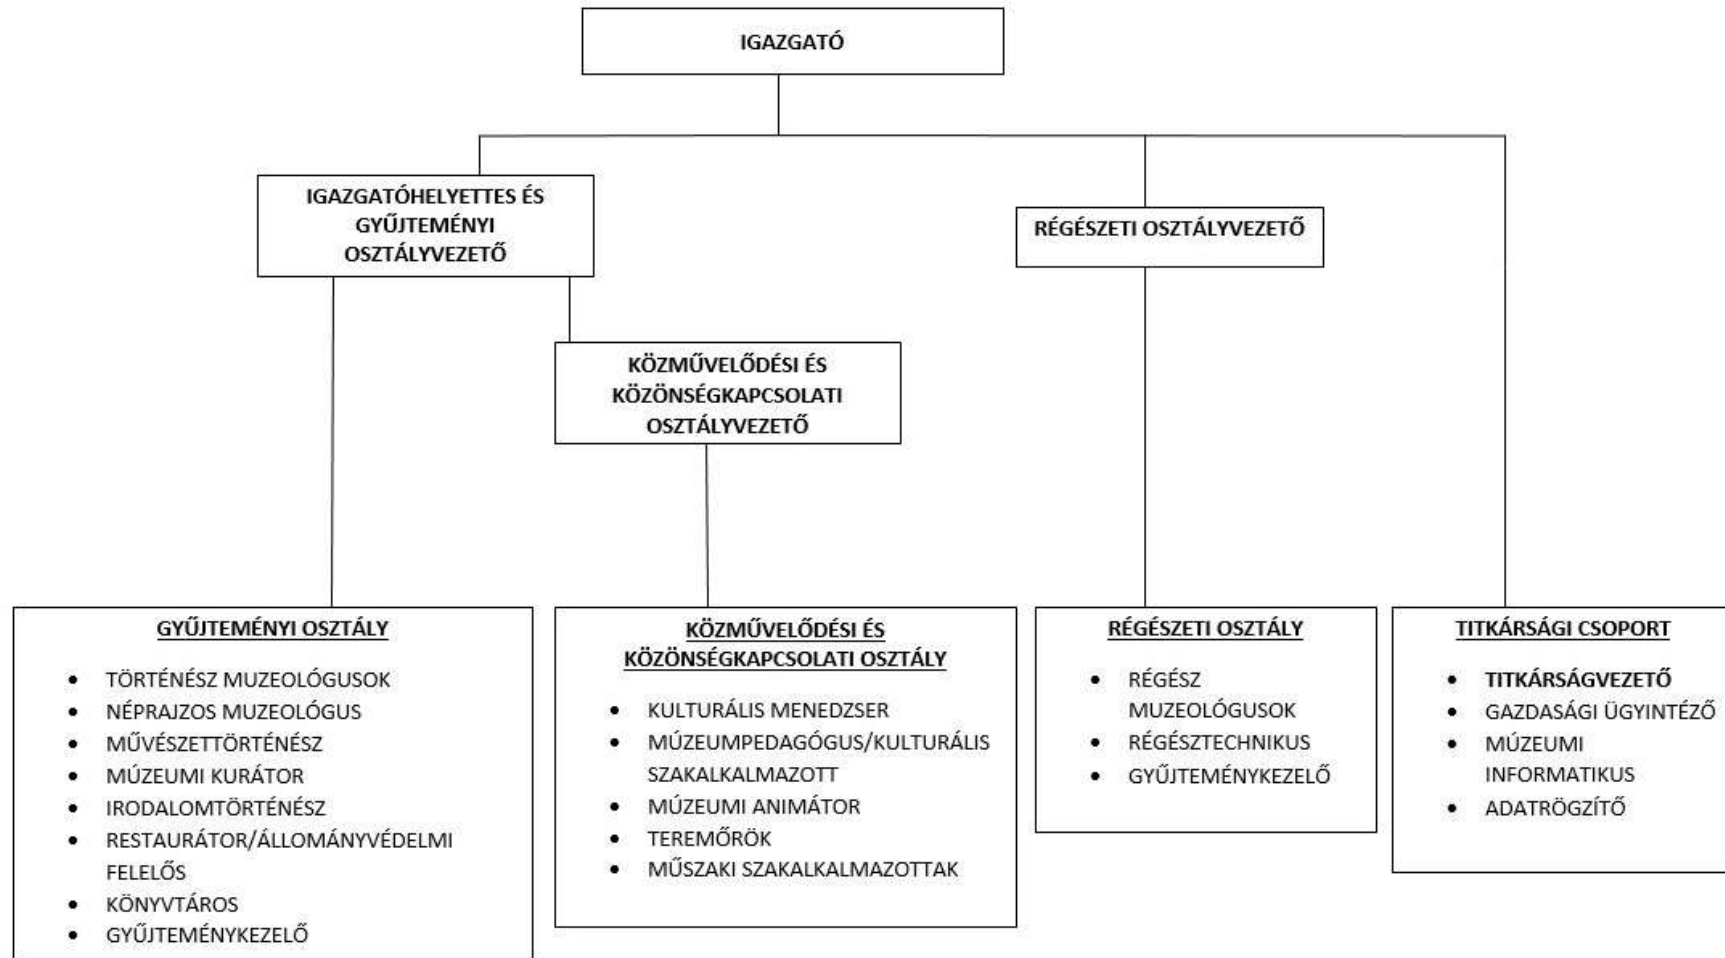 IGAZGATÓ
IGAZGATÓHELYETTES ÉS
GYŰJTEMÉNYI
OSZTÁLYVEZETŐ
RÉGÉSZETI OSZTÁLYVEZETŐ
KÖZMŰVELŐDÉSI ÉS
KÖZÖNSÉGKAPCSOLATI
OSZTÁLYVEZETŐ
GYŰJTEMÉNYI OSZTÁLY
• TÖRTÉNÉSZ MUZEOLÓGUSOK
• NÉPRAJZOS MUZEOLÓGUS
• MŰVÉSZETTÖRTÉNÉSZ
• MÚZEUMI KURÁTOR
• IRODALOMTÖRTÉNÉSZ
• RESTAURÁTOR/ÁLLOMÁNYVÉDELMI
FELELŐS
• KÖNYVTÁROS
• GYŰJTEMÉNYKEZELŐ
KÖZMŰVELŐDÉSI ÉS
KÖZÖNSÉGKAPCSOLATI OSZTÁLY
• KULTURÁLIS MENEDZSER
• MÚZEUMPEDAGÓGUS/KULTURÁLIS
SZAKALKALMAZOTT
• MÚZEUMI ANIMÁTOR
• TEREMŐRÖK
• MŰSZAKI SZAKALKALMAZOTTAK
RÉGÉSZETI OSZTÁLY
• RÉGÉSZ
MUZEOLÓGUSOK
• RÉGÉSZTECHNIKUS
• GYŰJTEMÉNYKEZELŐ
TITKÁRSÁGI CSOPORT
• TITKÁRSÁGVEZETŐ
• GAZDASÁGI ÜGYINTÉZŐ
• MÚZEUMI
INFORMATIKUS
• ADATRÖGZÍTŐ